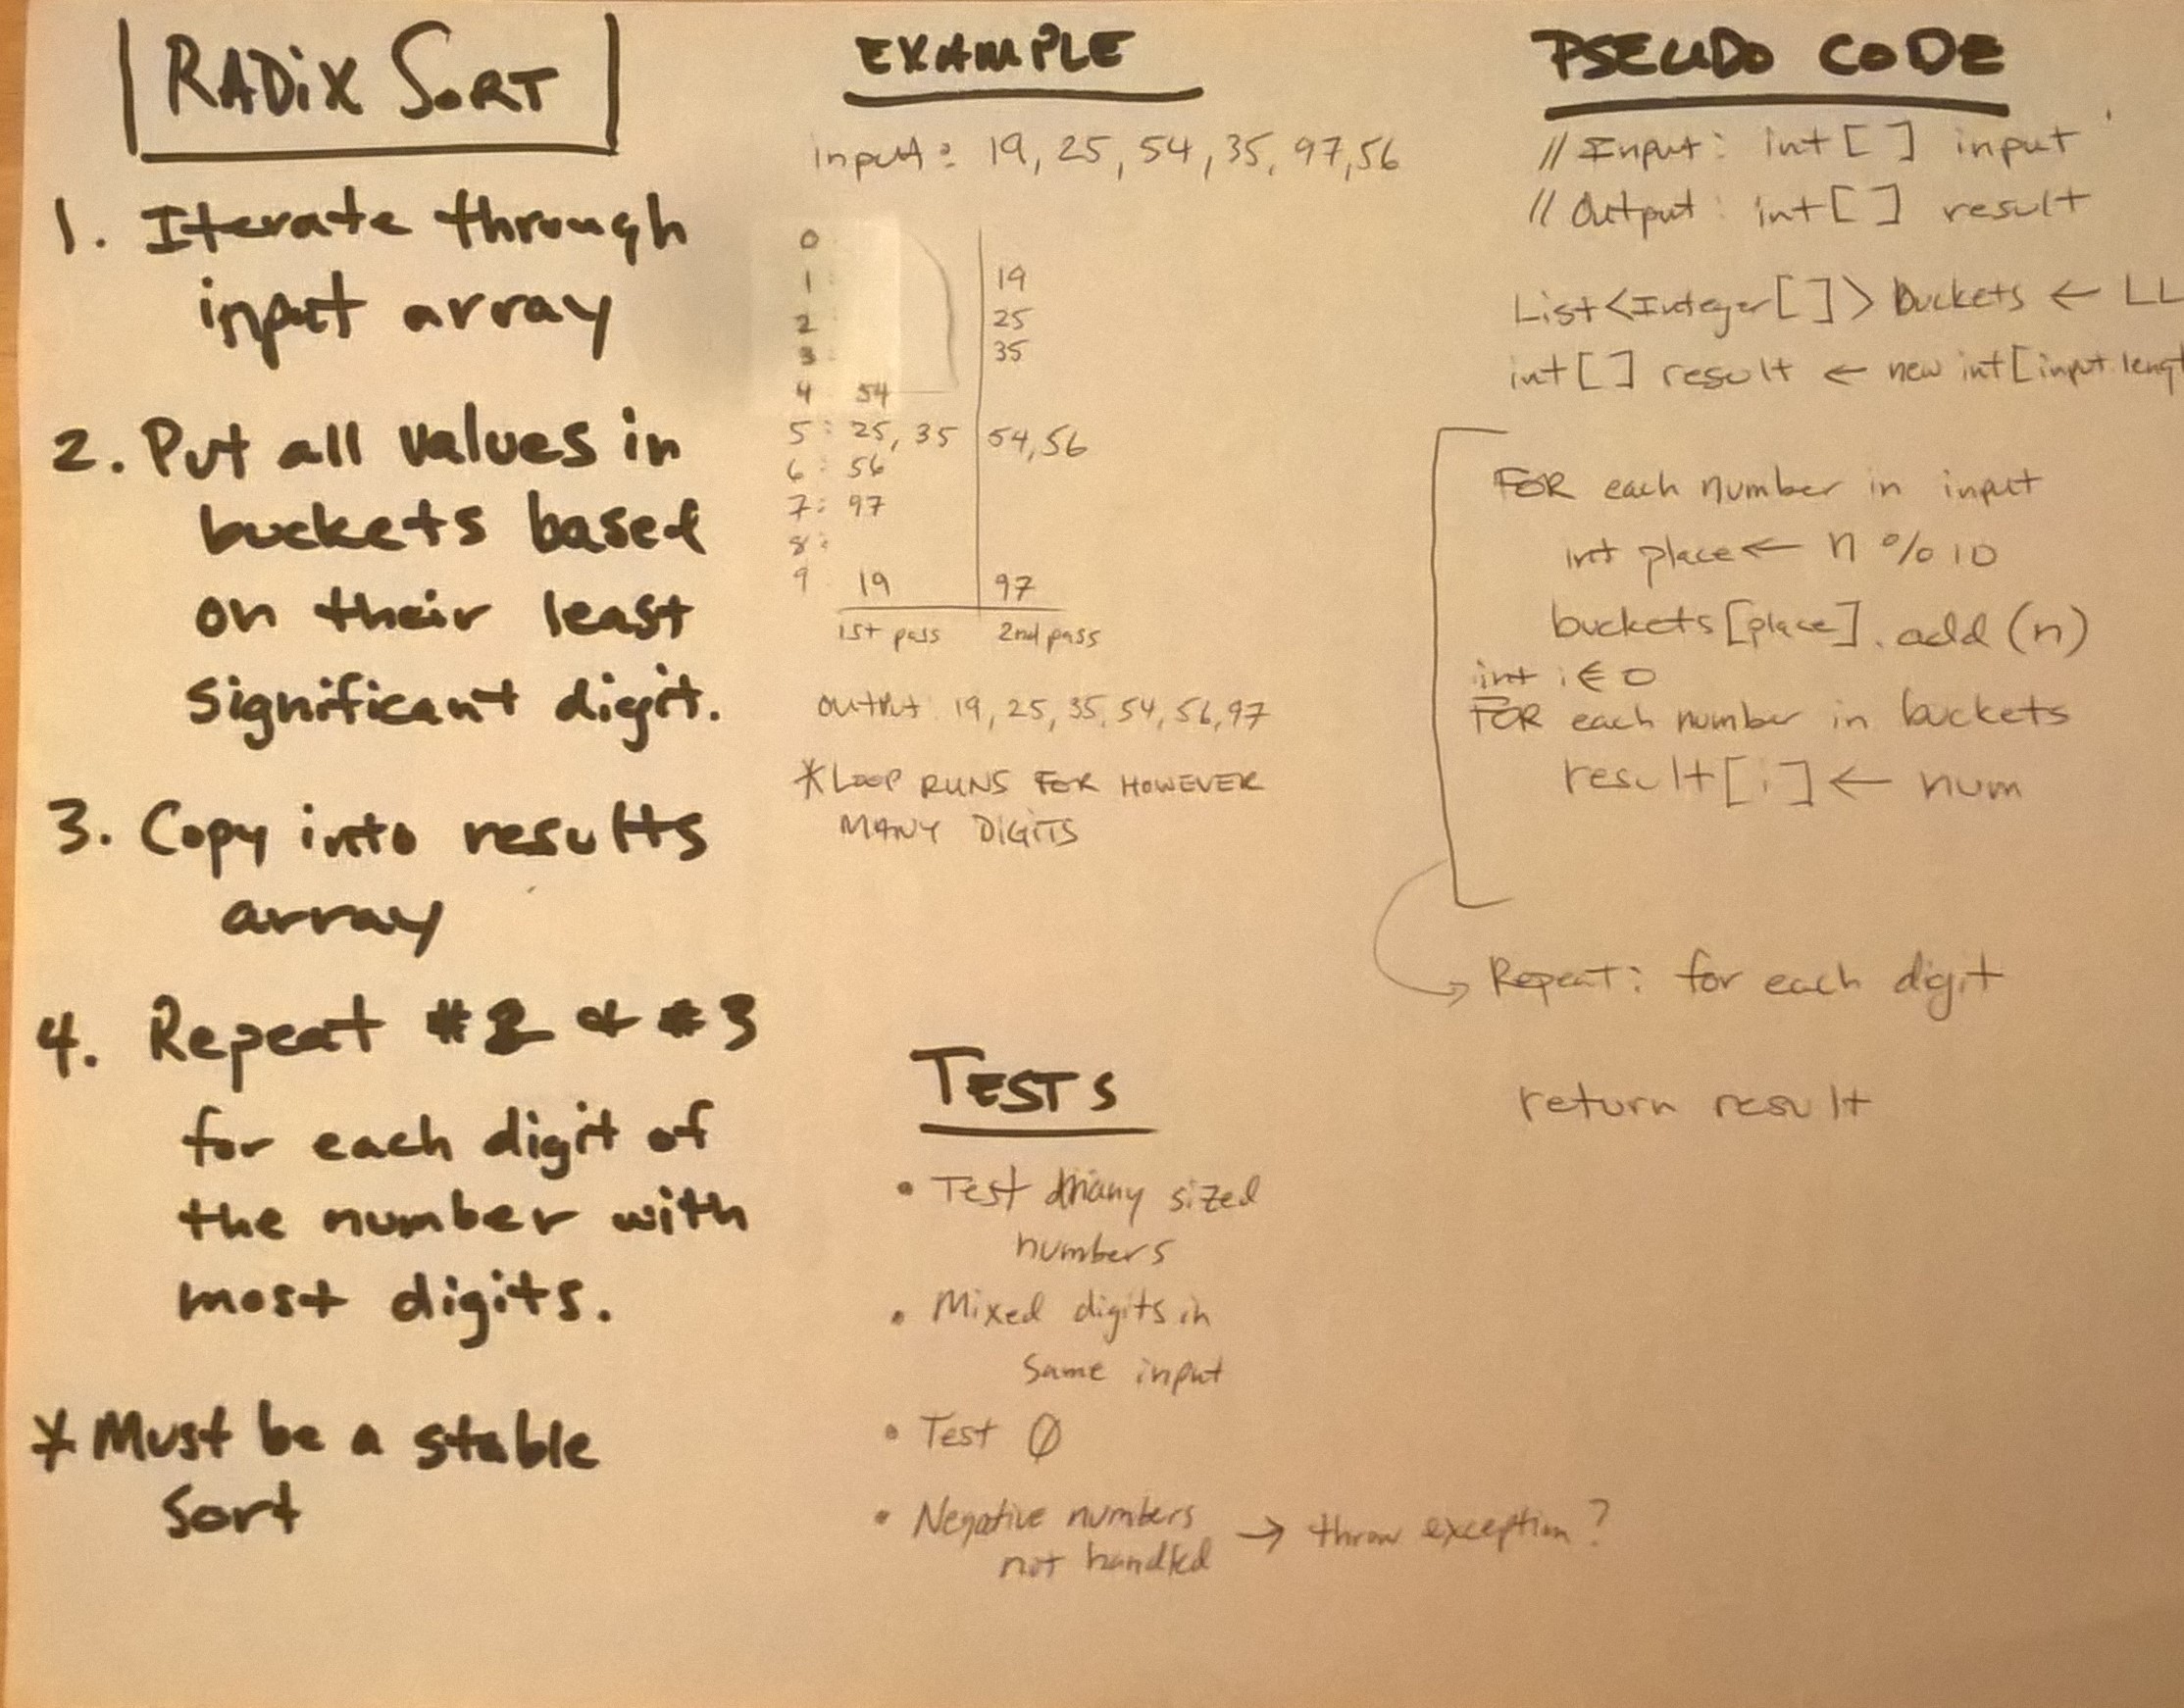 RADiX SORT
1. Iterate through
input array
2. Put all values in
buckets based
on their least
significant digit.
3. Copy into results
array
4. Repeat #2 & #3
for each digit of
the number with
most digits.
* Must be a stable
sort
EXAMPLE
input: 19, 25, 54, 35, 97, 56
0
1 : 19
2 : 25
3 : 35
4 : 54
5 : 25, 35 54, 56
6 : 56
7 : 97
8 :
9 19 97
1st pass 2nd pass
output: 19, 25, 35, 54, 56, 97
* LOOP RUNS FOR HOWEVER
MANY DIGITS
TESTS
• Test many sized
numbers
• Mixed digits in
same input
• Test Ø
• Negative numbers
not handled → throw exception?
PSEUDO CODE
// Input: int[ ] input
// Output: int[ ] result
List<Integer[ ]> buckets ← LL
int[ ] result ← new int[input.lengt
FOR each number in input
int place ← n % 10
buckets[place].add(n)
int i ← 0
FOR each number in buckets
result[i] ← num
Repeat: for each digit
return result